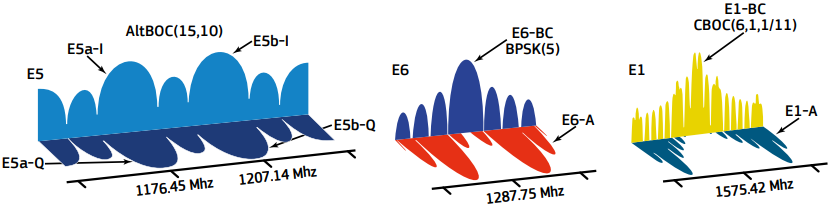 AltBOC(15,10)
E5a-I
E5b-I
E5
E5b-Q
E5a-Q
1176.45 Mhz
1207.14 Mhz
E6-BC
BPSK(5)
E6
E6-A
1287.75 Mhz
E1-BC
CBOC(6,1,1/11)
E1
E1-A
1575.42 Mhz